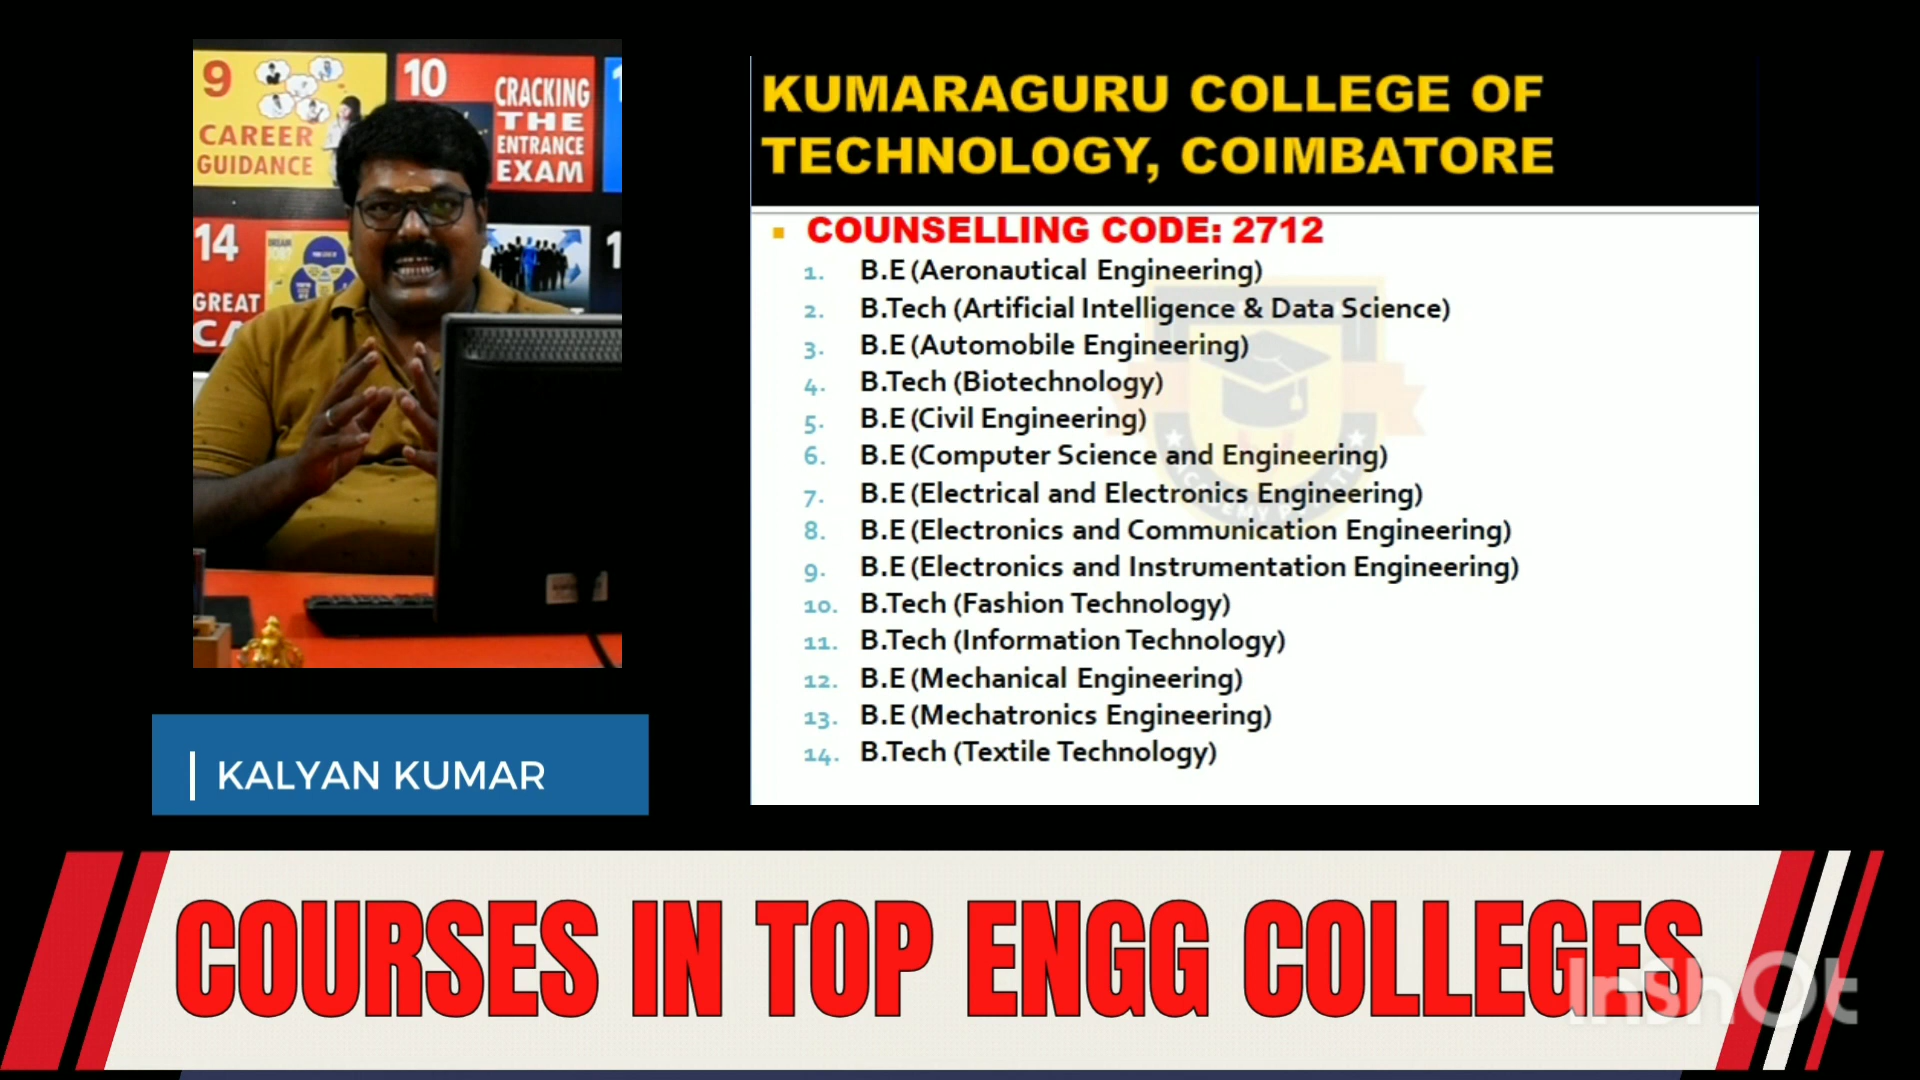 9
CAREER
GUIDANCE
10
CRACKING
THE
ENTRANCE
EXAM
14
GREAT
KUMARAGURU COLLEGE OF
TECHNOLOGY, COIMBATORE
▪ COUNSELLING CODE: 2712
1. B.E (Aeronautical Engineering)
2. B.Tech (Artificial Intelligence & Data Science)
3. B.E (Automobile Engineering)
4. B.Tech (Biotechnology)
5. B.E (Civil Engineering)
6. B.E (Computer Science and Engineering)
7. B.E (Electrical and Electronics Engineering)
8. B.E (Electronics and Communication Engineering)
9. B.E (Electronics and Instrumentation Engineering)
10. B.Tech (Fashion Technology)
11. B.Tech (Information Technology)
12. B.E (Mechanical Engineering)
13. B.E (Mechatronics Engineering)
14. B.Tech (Textile Technology)
KALYAN KUMAR
COURSES IN TOP ENGG COLLEGES
InShOt